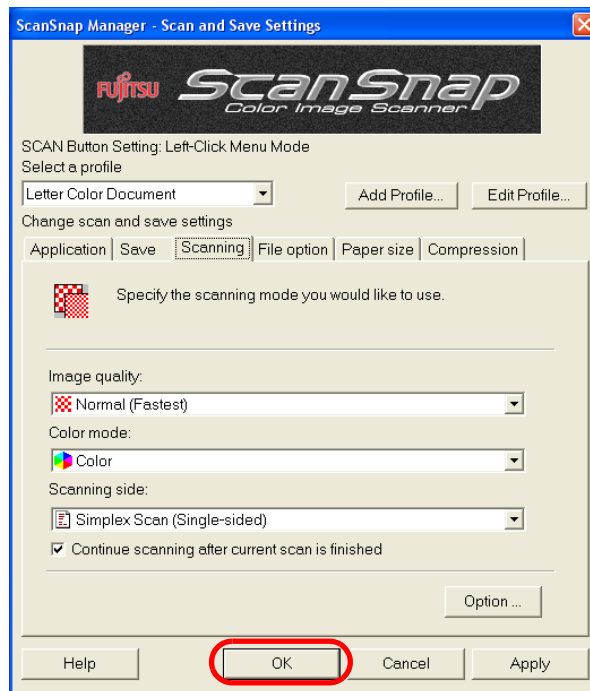 ScanSnap Manager - Scan and Save Settings
FUJITSU ScanSnap
Color Image Scanner
SCAN Button Setting: Left-Click Menu Mode
Select a profile
Letter Color Document Add Profile... Edit Profile...
Change scan and save settings
Application Save Scanning File option Paper size Compression
Specify the scanning mode you would like to use.
Image quality:
Normal (Fastest)
Color mode:
Color
Scanning side:
Simplex Scan (Single-sided)
Continue scanning after current scan is finished
Option ...
Help OK Cancel Apply